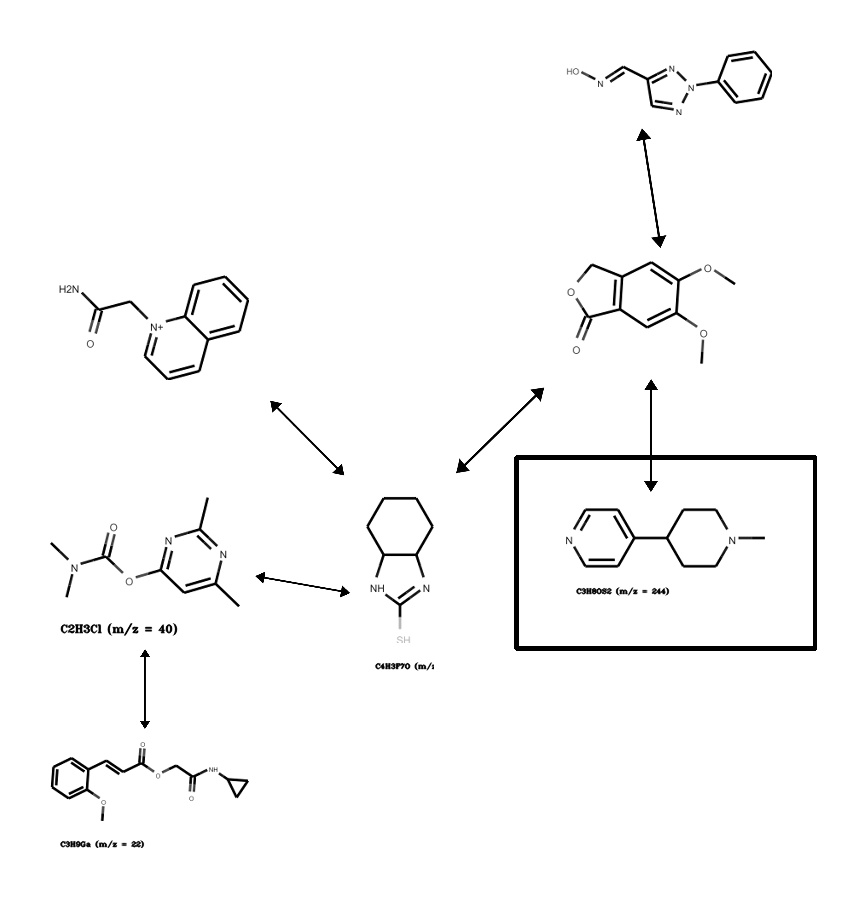 HO
N
N
N
N
H2N
O
N+
O
O
O
O
O
N
O
N
N
N
O
C2H3Cl (m/z = 40)
NH
N
SH
C4H3F7O (m/:
N
N
C3H8OS2 (m/z = 244)
O
O
NH
O
O
C3H9Ga (m/z = 22)